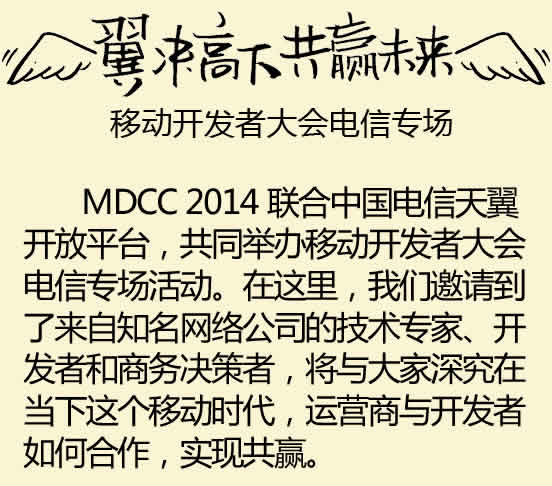 翼决高下共赢未来
移动开发者大会电信专场
MDCC 2014 联合中国电信天翼
开放平台，共同举办移动开发者大会
电信专场活动。在这里，我们邀请到
了来自知名网络公司的技术专家、开
发者和商务决策者，将与大家深究在
当下这个移动时代，运营商与开发者
如何合作，实现共赢。